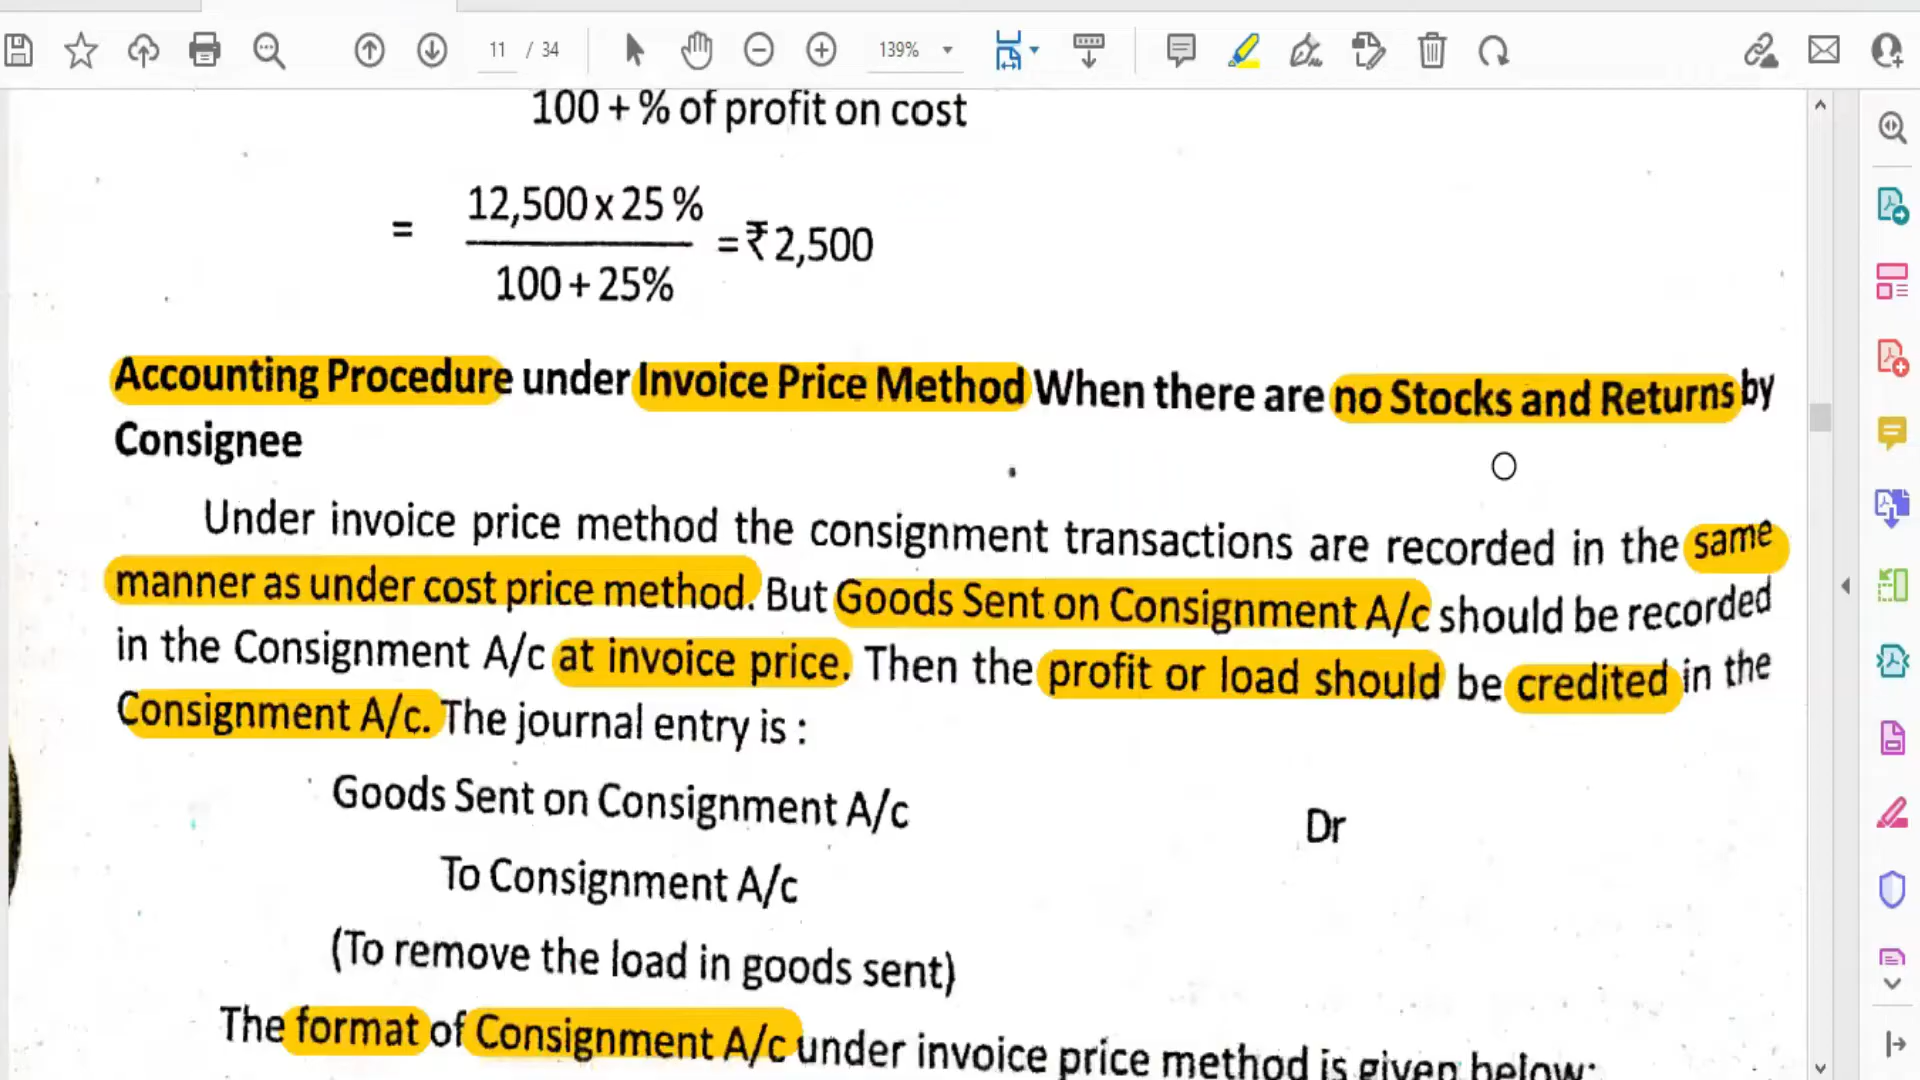 11 / 34
139%
100 + % of profit on cost
12,500 x 25 %
= = ₹ 2,500
100 + 25%
Accounting Procedure under Invoice Price Method When there are no Stocks and Returns by
Consignee
Under invoice price method the consignment transactions are recorded in the same
manner as under cost price method. But Goods Sent on Consignment A/c should be recorded
in the Consignment A/c at invoice price. Then the profit or load should be credited in the
Consignment A/c. The journal entry is :
Goods Sent on Consignment A/c Dr
To Consignment A/c
(To remove the load in goods sent)
The format of Consignment A/c under invoice price method is given below: